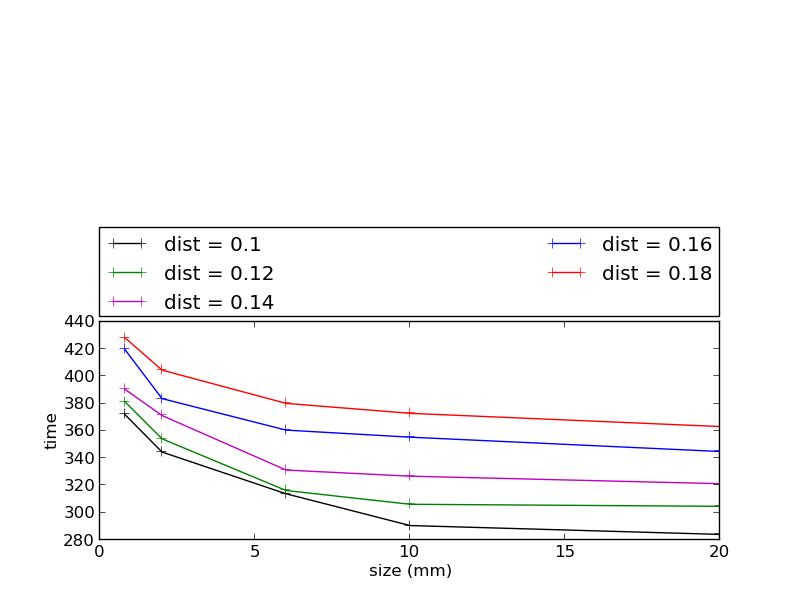 dist = 0.1
dist = 0.12
dist = 0.14
dist = 0.16
dist = 0.18
440
420
400
380
360
340
320
300
280
time
0 5 10 15 20
size (mm)